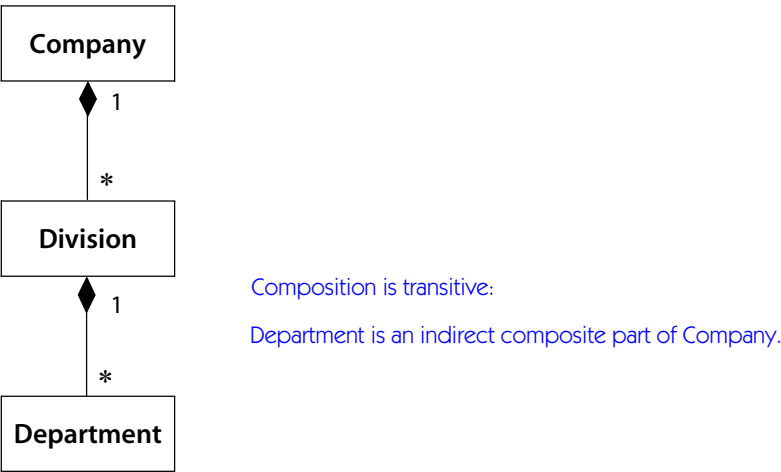 Company
1
*
Division
1
Composition is transitive:
Department is an indirect composite part of Company.
*
Department